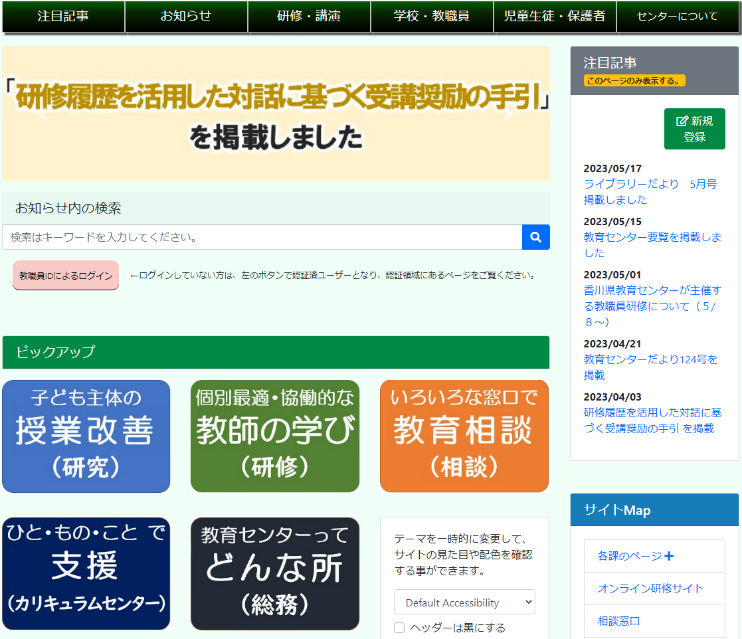 注目記事
お知らせ
研修・講演
学校・教職員
児童生徒・保護者
センターについて
「研修履歴を活用した対話に基づく受講奨励の手引」
を掲載しました
お知らせ内の検索
検索はキーワードを入力してください。
教職員IDによるログイン
←ログインしていない方は、左のボタンで認証済ユーザーとなり、認証領域にあるページをご覧ください。
ピックアップ
子ども主体の
授業改善
（研究）
個別最適・協働的な
教師の学び
（研修）
いろいろな窓口で
教育相談
（相談）
ひと・もの・こと で
支援
（カリキュラムセンター）
教育センターって
どんな所
（総務）
テーマを一時的に変更して、
サイトの見た目や配色を確認
する事ができます。
Default Accessibility
ヘッダーは黒にする
注目記事
このページのみ表示する。
新規
登録
2023/05/17
ライブラリーだより　5月号
掲載しました
2023/05/15
教育センター要覧を掲載しま
した
2023/05/01
香川県教育センターが主催す
る教職員研修について（５/
８～）
2023/04/21
教育センターだより124号を
掲載
2023/04/03
研修履歴を活用した対話に基
づく受講奨励の手引 を掲載
サイトMap
各課のページ
オンライン研修サイト
相談窓口